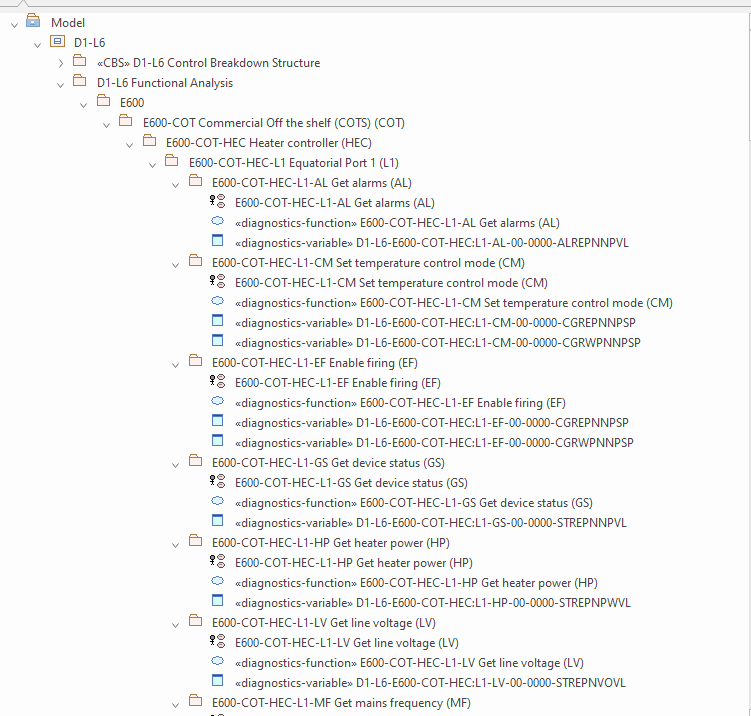 Model
D1-L6
«CBS» D1-L6 Control Breakdown Structure
D1-L6 Functional Analysis
E600
E600-COT Commercial Off the shelf (COTS) (COT)
E600-COT-HEC Heater controller (HEC)
E600-COT-HEC-L1 Equatorial Port 1 (L1)
E600-COT-HEC-L1-AL Get alarms (AL)
E600-COT-HEC-L1-AL Get alarms (AL)
«diagnostics-function» E600-COT-HEC-L1-AL Get alarms (AL)
«diagnostics-variable» D1-L6-E600-COT-HEC:L1-AL-00-0000-ALREPNNPVL
E600-COT-HEC-L1-CM Set temperature control mode (CM)
E600-COT-HEC-L1-CM Set temperature control mode (CM)
«diagnostics-function» E600-COT-HEC-L1-CM Set temperature control mode (CM)
«diagnostics-variable» D1-L6-E600-COT-HEC:L1-CM-00-0000-CGREPNNPSP
«diagnostics-variable» D1-L6-E600-COT-HEC:L1-CM-00-0000-CGRWPNNPSP
E600-COT-HEC-L1-EF Enable firing (EF)
E600-COT-HEC-L1-EF Enable firing (EF)
«diagnostics-function» E600-COT-HEC-L1-EF Enable firing (EF)
«diagnostics-variable» D1-L6-E600-COT-HEC:L1-EF-00-0000-CGREPNNPSP
«diagnostics-variable» D1-L6-E600-COT-HEC:L1-EF-00-0000-CGRWPNNPSP
E600-COT-HEC-L1-GS Get device status (GS)
E600-COT-HEC-L1-GS Get device status (GS)
«diagnostics-function» E600-COT-HEC-L1-GS Get device status (GS)
«diagnostics-variable» D1-L6-E600-COT-HEC:L1-GS-00-0000-STREPNNPVL
E600-COT-HEC-L1-HP Get heater power (HP)
E600-COT-HEC-L1-HP Get heater power (HP)
«diagnostics-function» E600-COT-HEC-L1-HP Get heater power (HP)
«diagnostics-variable» D1-L6-E600-COT-HEC:L1-HP-00-0000-STREPNPWVL
E600-COT-HEC-L1-LV Get line voltage (LV)
E600-COT-HEC-L1-LV Get line voltage (LV)
«diagnostics-function» E600-COT-HEC-L1-LV Get line voltage (LV)
«diagnostics-variable» D1-L6-E600-COT-HEC:L1-LV-00-0000-STREPNVOVL
E600-COT-HEC-L1-MF Get mains frequency (MF)